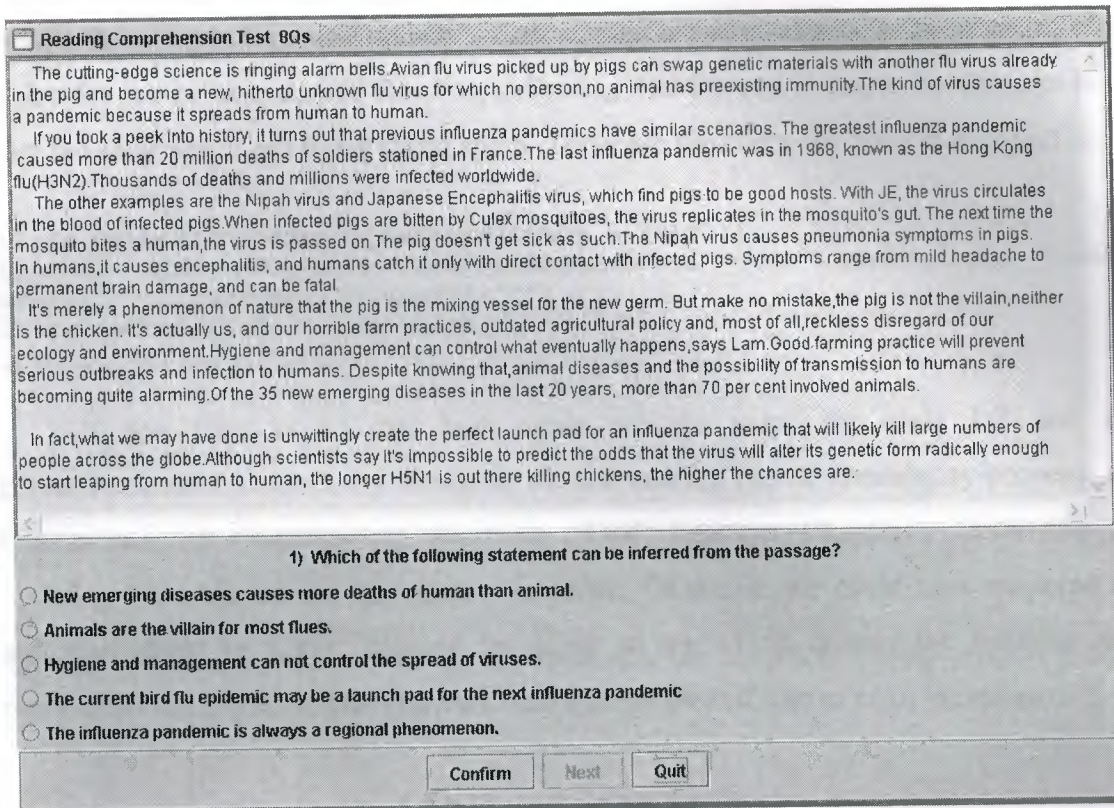 Reading Comprehension Test 8Qs
The cutting-edge science is ringing alarm bells.Avian flu virus picked up by pigs can swap genetic materials with another flu virus already
in the pig and become a new, hitherto unknown flu virus for which no person,no animal has preexisting immunity.The kind of virus causes
a pandemic because it spreads from human to human.
If you took a peek into history, it turns out that previous influenza pandemics have similar scenarios. The greatest influenza pandemic
caused more than 20 million deaths of soldiers stationed in France.The last influenza pandemic was in 1968, known as the Hong Kong
flu(H3N2).Thousands of deaths and millions were infected worldwide.
The other examples are the Nipah virus and Japanese Encephalitis virus, which find pigs to be good hosts. With JE, the virus circulates
in the blood of infected pigs.When infected pigs are bitten by Culex mosquitoes, the virus replicates in the mosquito's gut. The next time the
mosquito bites a human,the virus is passed on The pig doesn't get sick as such.The Nipah virus causes pneumonia symptoms in pigs.
In humans,it causes encephalitis, and humans catch it only with direct contact with infected pigs. Symptoms range from mild headache to
permanent brain damage, and can be fatal
It's merely a phenomenon of nature that the pig is the mixing vessel for the new germ. But make no mistake,the pig is not the villain,neither
is the chicken. It's actually us, and our horrible farm practices, outdated agricultural policy and, most of all,reckless disregard of our
ecology and environment.Hygiene and management can control what eventually happens,says Lam.Good farming practice will prevent
serious outbreaks and infection to humans. Despite knowing that,animal diseases and the possibility of transmission to humans are
becoming quite alarming.Of the 35 new emerging diseases in the last 20 years, more than 70 per cent involved animals.
In fact,what we may have done is unwittingly create the perfect launch pad for an influenza pandemic that will likely kill large numbers of
people across the globe.Although scientists say it's impossible to predict the odds that the virus will alter its genetic form radically enough
to start leaping from human to human, the longer H5N1 is out there killing chickens, the higher the chances are.
1) Which of the following statement can be inferred from the passage?
New emerging diseases causes more deaths of human than animal.
Animals are the villain for most flues.
Hygiene and management can not control the spread of viruses.
The current bird flu epidemic may be a launch pad for the next influenza pandemic
The influenza pandemic is always a regional phenomenon.
Confirm Next Quit